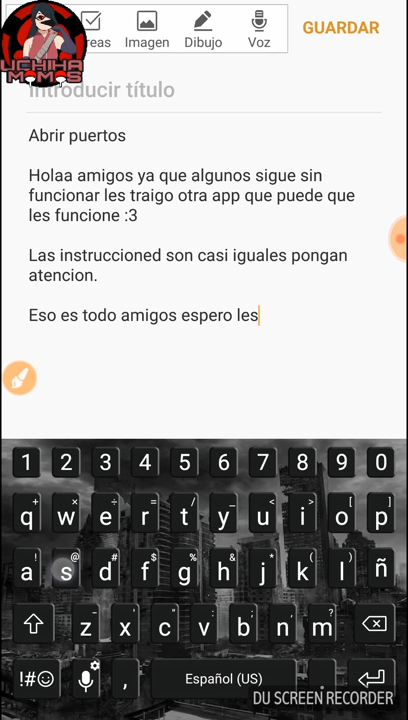 Tareas Imagen Dibujo Voz GUARDAR
UCHIHA
MOMOS
Introducir título
Abrir puertos
Holaa amigos ya que algunos sigue sin
funcionar les traigo otra app que puede que
les funcione :3
Las instruccioned son casi iguales pongan
atencion.
Eso es todo amigos espero les
1 2 3 4 5 6 7 8 9 0
+ × ÷ = / _ < > [ ]
q w e r t y u i o p
! @ # $ % & * ( )
a s d f g h j k l ñ
- ' " : ; ?
z x c v b n m
!#☺ , Español (US)
DU SCREEN RECORDER